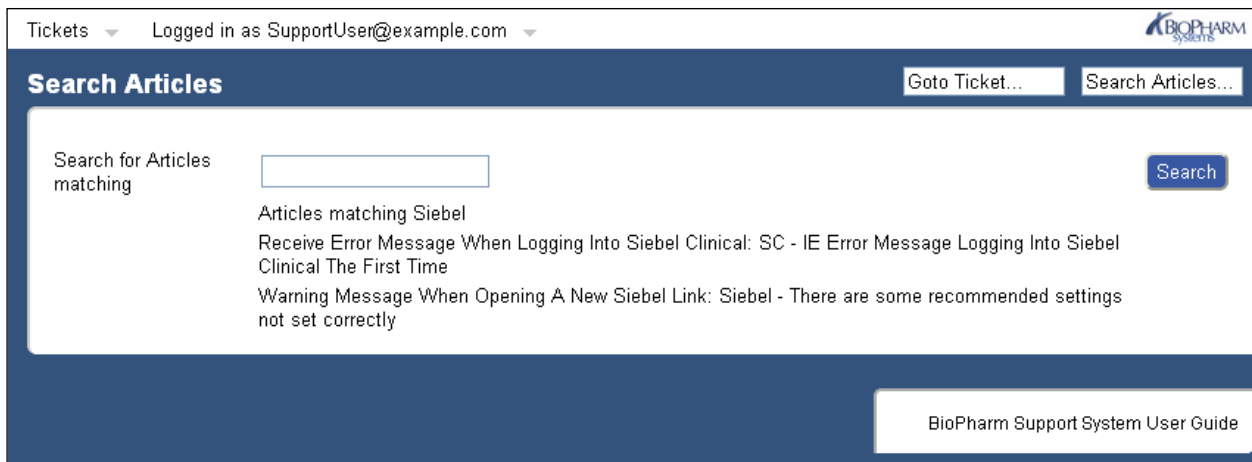 Tickets Logged in as SupportUser@example.com BIOPHARM
systems
Search Articles Goto Ticket... Search Articles...
Search for Articles
matching
Search
Articles matching Siebel
Receive Error Message When Logging Into Siebel Clinical: SC - IE Error Message Logging Into Siebel
Clinical The First Time
Warning Message When Opening A New Siebel Link: Siebel - There are some recommended settings
not set correctly
BioPharm Support System User Guide